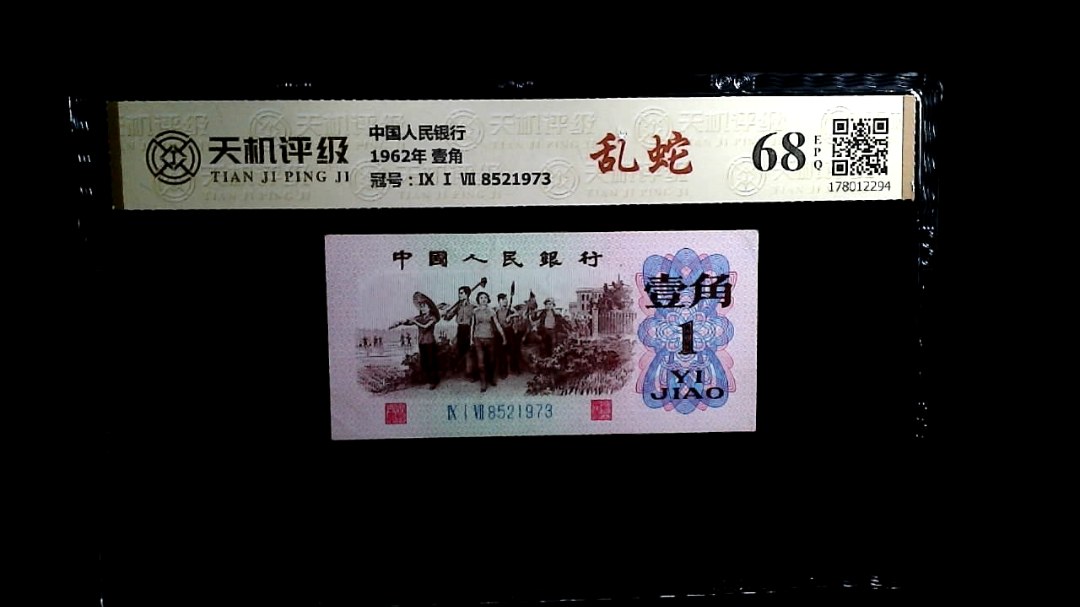 天机评级
TIAN JI PING JI
中国人民银行
1962年 壹角
冠号：Ⅸ Ⅰ Ⅶ 8521973
乱蛇
68
EPQ
178012294
中國人民銀行
壹角
1
YI
JIAO
Ⅸ Ⅰ Ⅶ 8521973